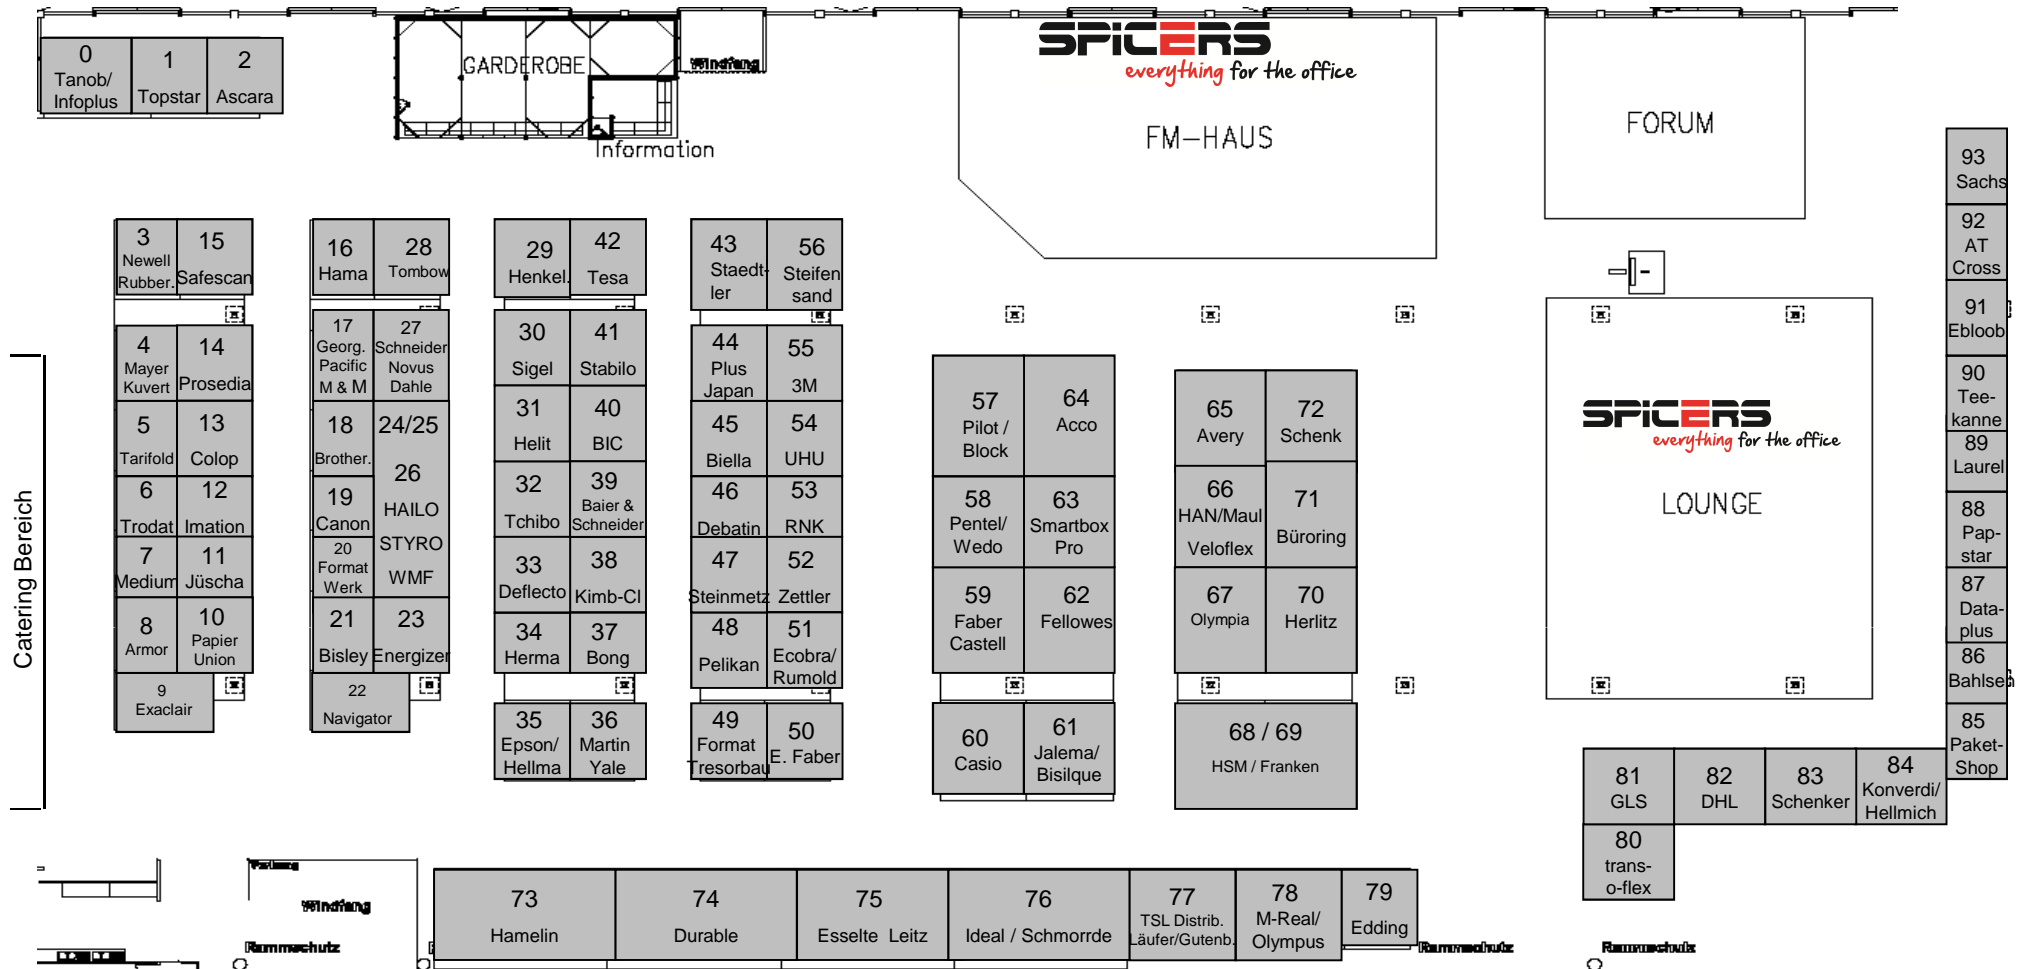 0
Tanob/
Infoplus
1
Topstar
2
Ascara
GARDEROBE
Windfang
Information
SPICERS
everything for the office
FM-HAUS
FORUM
93
Sachs
92
AT
Cross
91
Ebloob
90
Tee-
kanne
89
Laurel
88
Pap-
star
87
Data-
plus
86
Bahlsen
85
Paket-
Shop
3
Newell
Rubber.
15
Safescan
4
Mayer
Kuvert
14
Prosedia
5
Tarifold
13
Colop
6
Trodat
12
Imation
7
Medium
11
Jüscha
8
Armor
10
Papier
Union
9
Exaclair
16
Hama
28
Tombow
17
Georg.
Pacific
M & M
27
Schneider
Novus
Dahle
18
Brother.
24/25
26
HAILO
STYRO
WMF
19
Canon
20
Format
Werk
21
Bisley
23
Energizer
22
Navigator
29
Henkel.
42
Tesa
30
Sigel
41
Stabilo
31
Helit
40
BIC
32
Tchibo
39
Baier &
Schneider
33
Deflecto
38
Kimb-Cl
34
Herma
37
Bong
35
Epson/
Hellma
36
Martin
Yale
43
Staedt-
ler
56
Steifen
sand
44
Plus
Japan
55
3M
45
Biella
54
UHU
46
Debatin
53
RNK
47
Steinmetz
52
Zettler
48
Pelikan
51
Ecobra/
Rumold
49
Format
Tresorbau
50
E. Faber
57
Pilot /
Block
64
Acco
58
Pentel/
Wedo
63
Smartbox
Pro
59
Faber
Castell
62
Fellowes
60
Casio
61
Jalema/
Bisilque
65
Avery
72
Schenk
66
HAN/Maul
Veloflex
71
Büroring
67
Olympia
70
Herlitz
68 / 69
HSM / Franken
SPICERS
everything for the office
LOUNGE
81
GLS
82
DHL
83
Schenker
84
Konverdi/
Hellmich
80
trans-
o-flex
Catering Bereich
Windfang
Rammschutz
73
Hamelin
74
Durable
75
Esselte Leitz
76
Ideal / Schmorrde
77
TSL Distrib.
Läufer/Gutenb.
78
M-Real/
Olympus
79
Edding
Rammschutz
Rammschutz